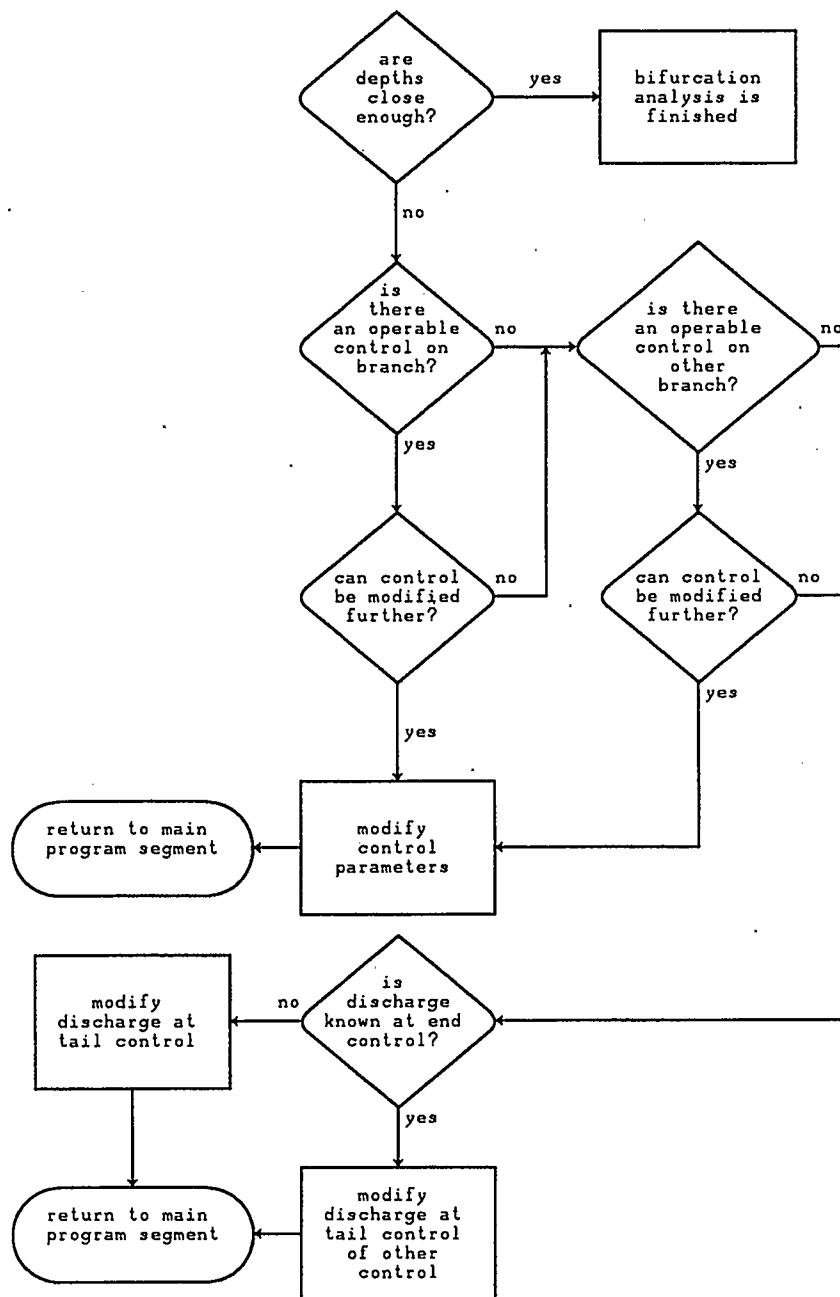 are
depths
close
enough?
yes
bifurcation
analysis is
finished
no
is
there
an operable
control on
branch?
no
is there
an operable
control on
other
branch?
no
yes
yes
can control
be modified
further?
no
can control
be modified
further?
no
yes
yes
return to main
program segment
modify
control
parameters
modify
discharge at
tail control
no
is
discharge
known at end
control?
yes
return to main
program segment
modify
discharge at
tail control
of other
control